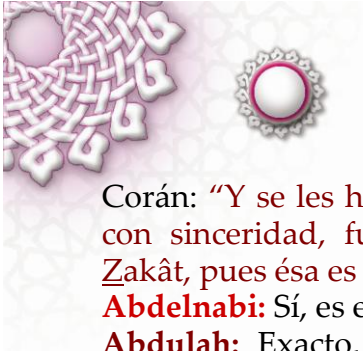 Corán: “Y se les h
con sinceridad, fu
Zakât, pues ésa es
Abdelnabi: Sí, es e
Abdulah: Exacto.